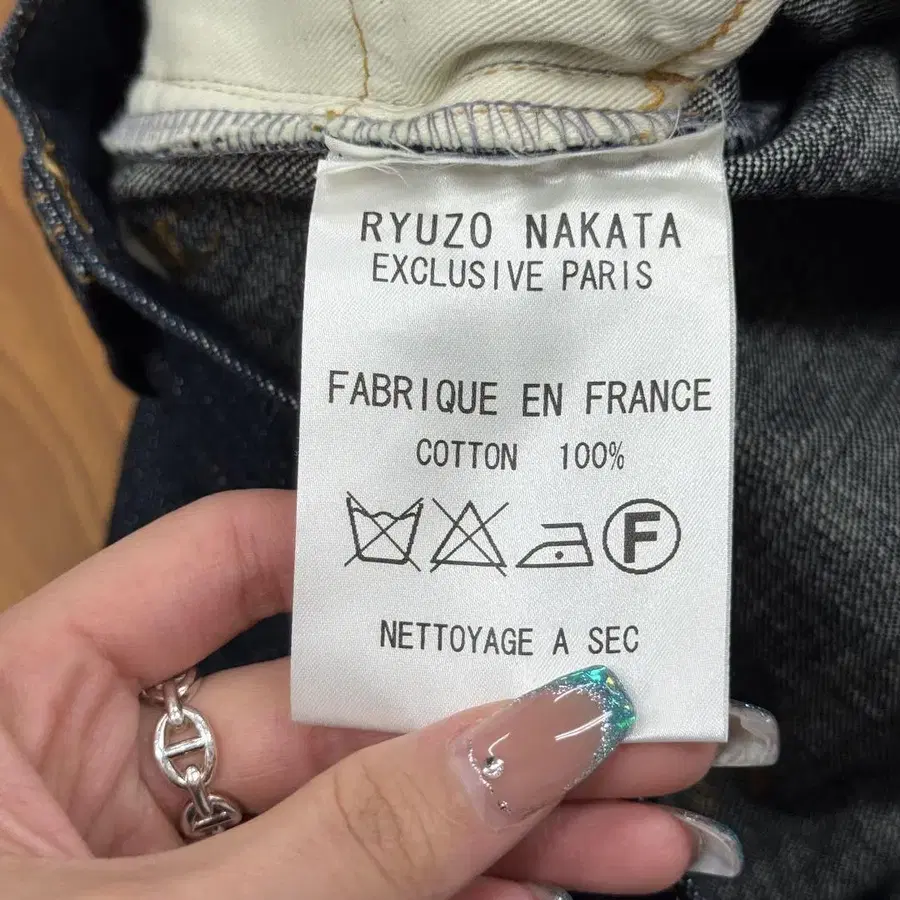 RYUZO NAKATA
EXCLUSIVE PARIS
FABRIQUE EN FRANCE
COTTON 100%
F
NETTOYAGE A SEC